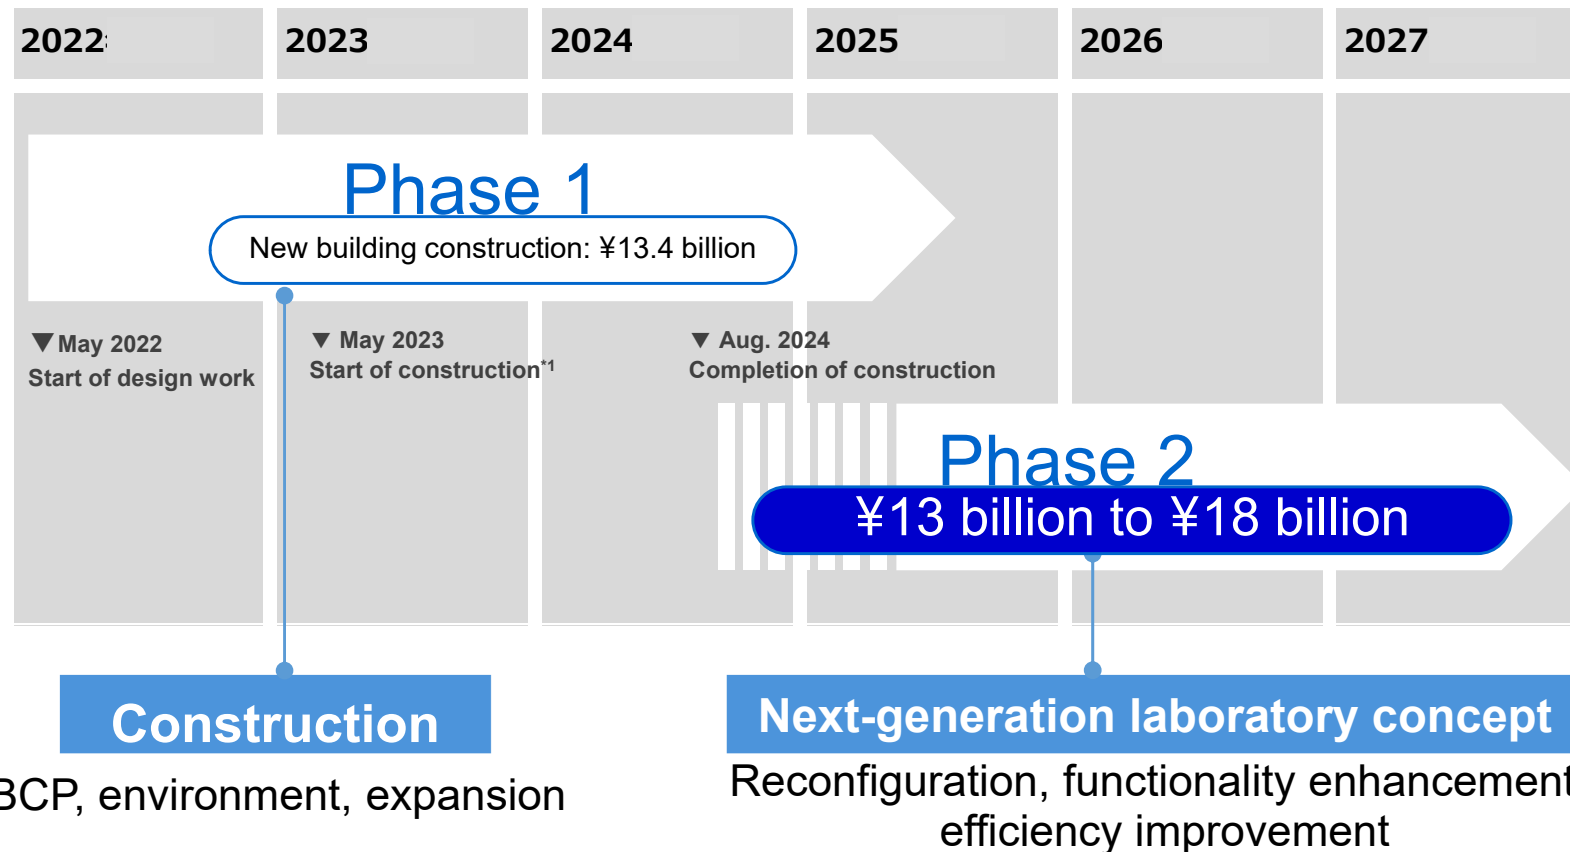 2022 2023 2024 2025 2026 2027
Phase 1
New building construction: ¥13.4 billion
▼May 2022
Start of design work
▼ May 2023
Start of construction*1
▼ Aug. 2024
Completion of construction
Phase 2
¥13 billion to ¥18 billion
Construction
BCP, environment, expansion
Next-generation laboratory concept
Reconfiguration, functionality enhancement
efficiency improvement